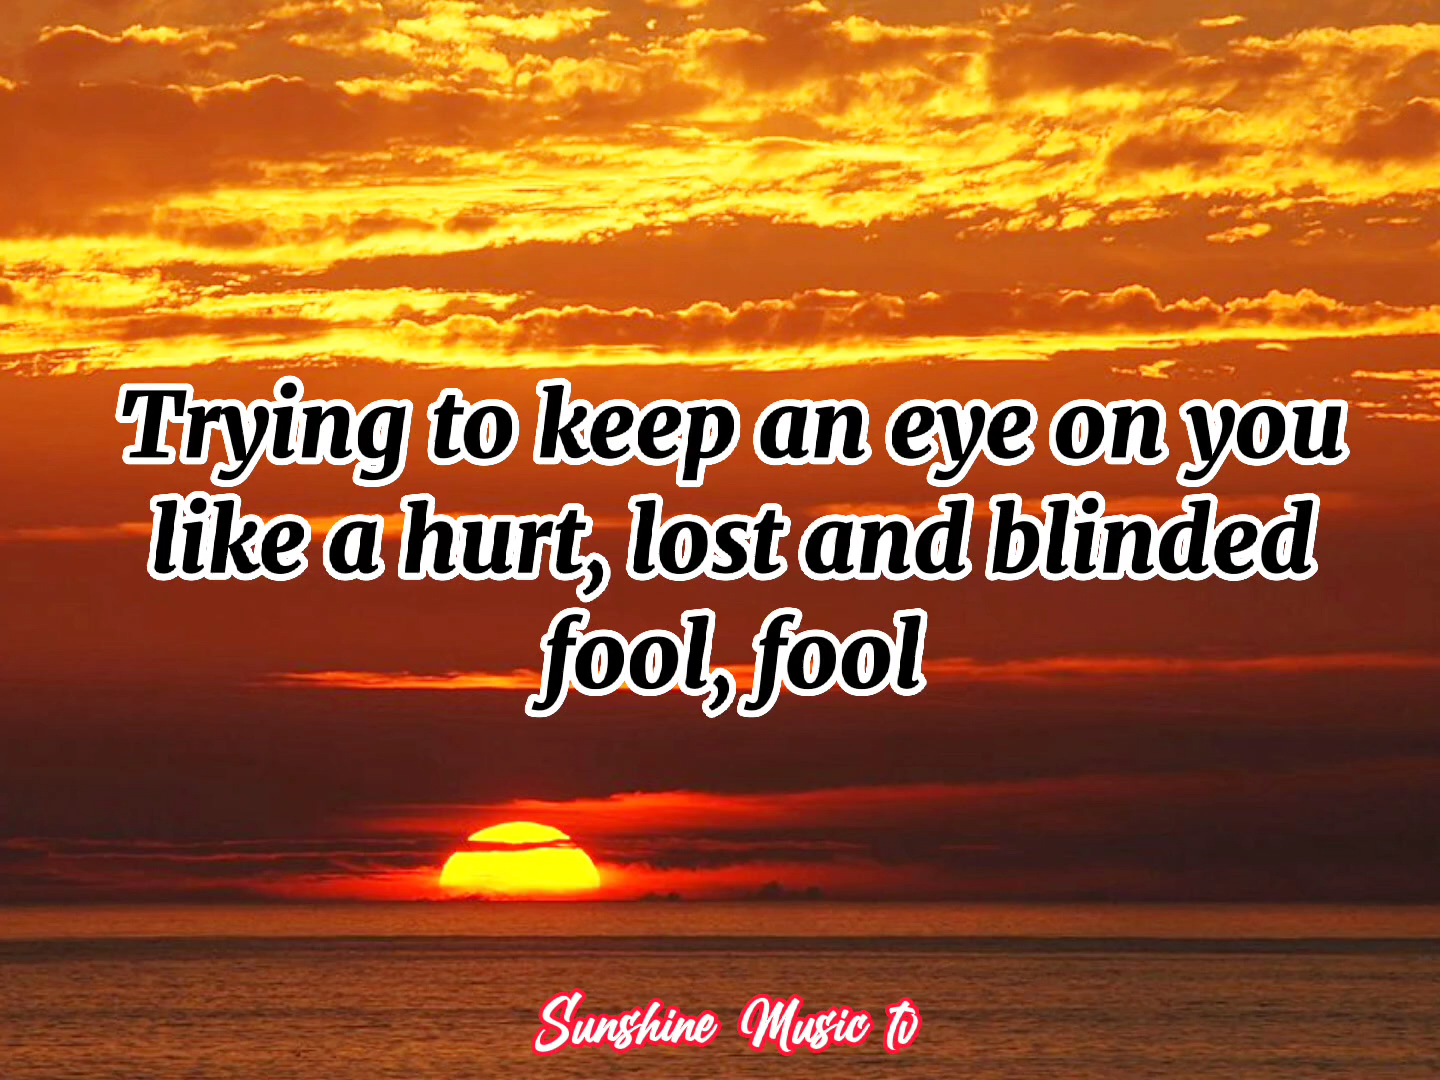 Trying to keep an eye on you
like a hurt, lost and blinded
fool, fool
Sunshine Music tv